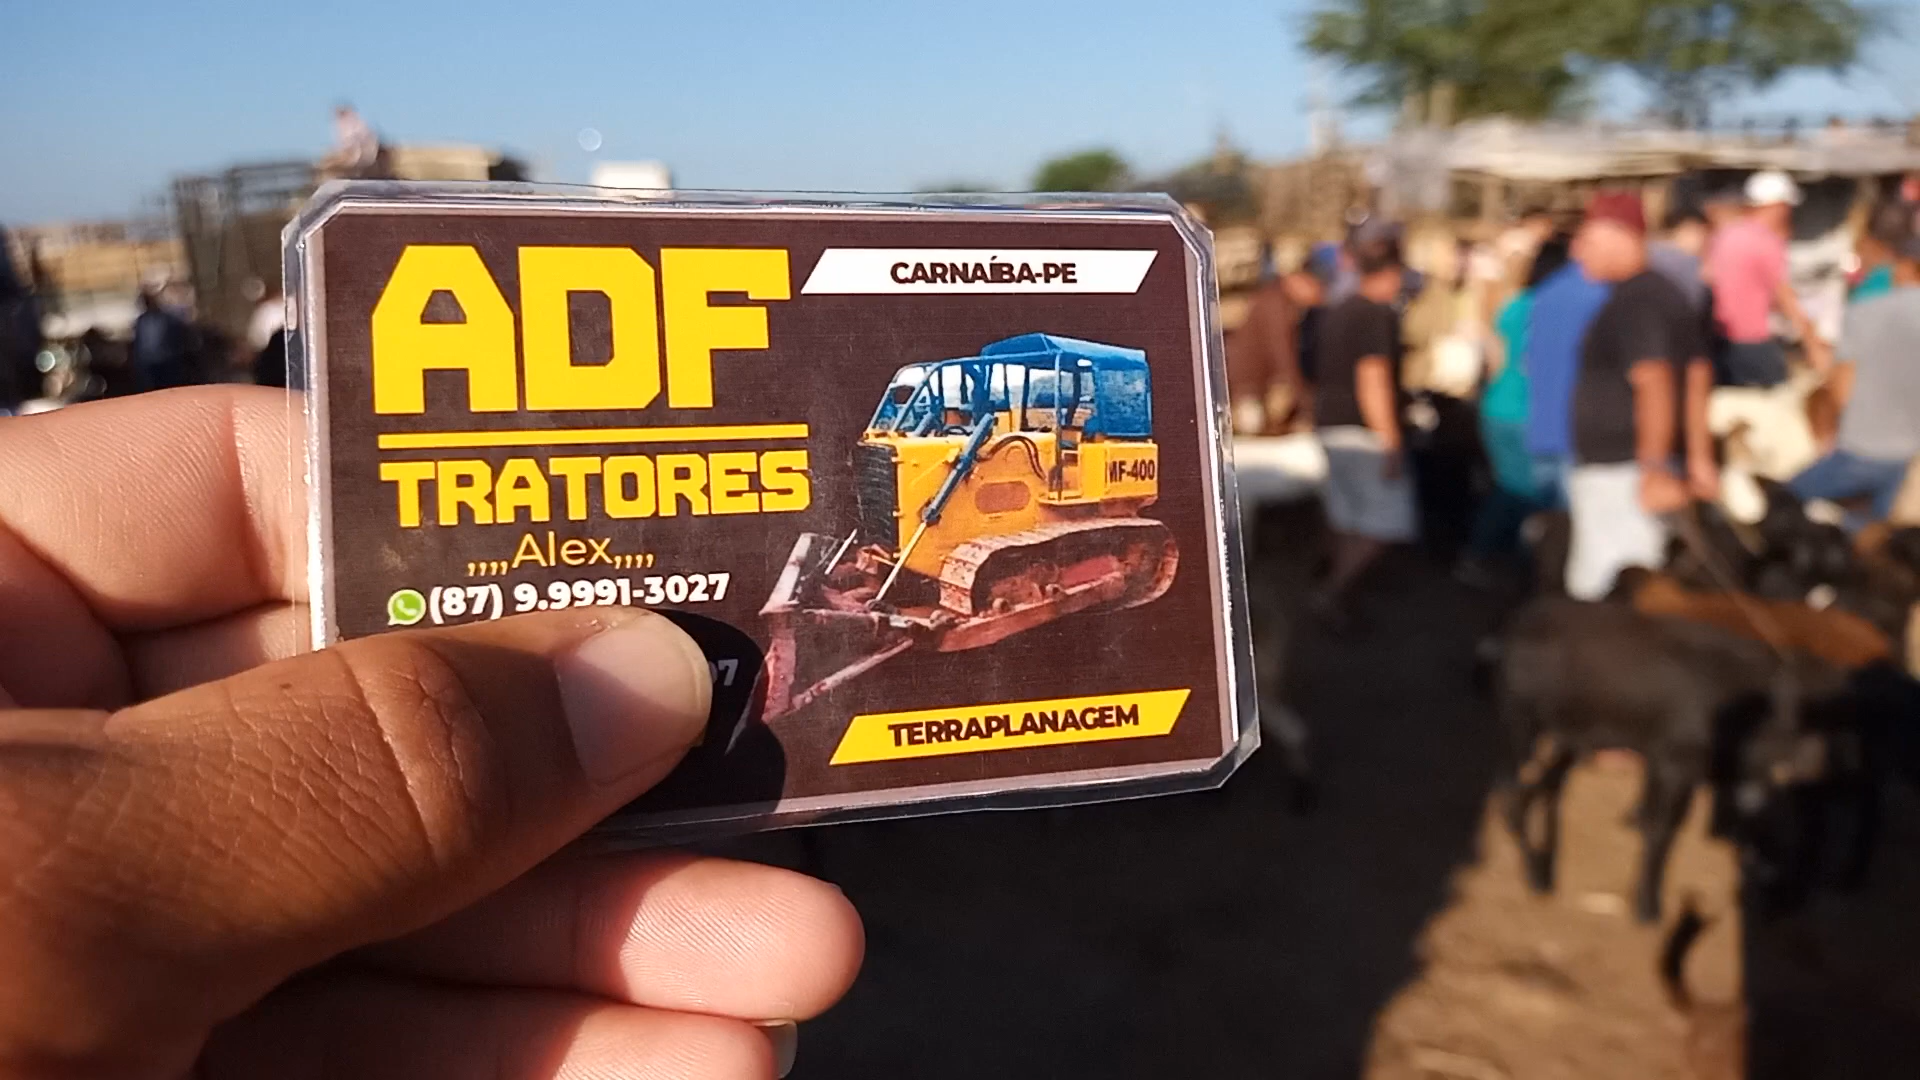 ADF
CARNAÍBA-PE
TRATORES
,,,,Alex,,,,
(87) 9.9991-3027
MF-400
TERRAPLANAGEM